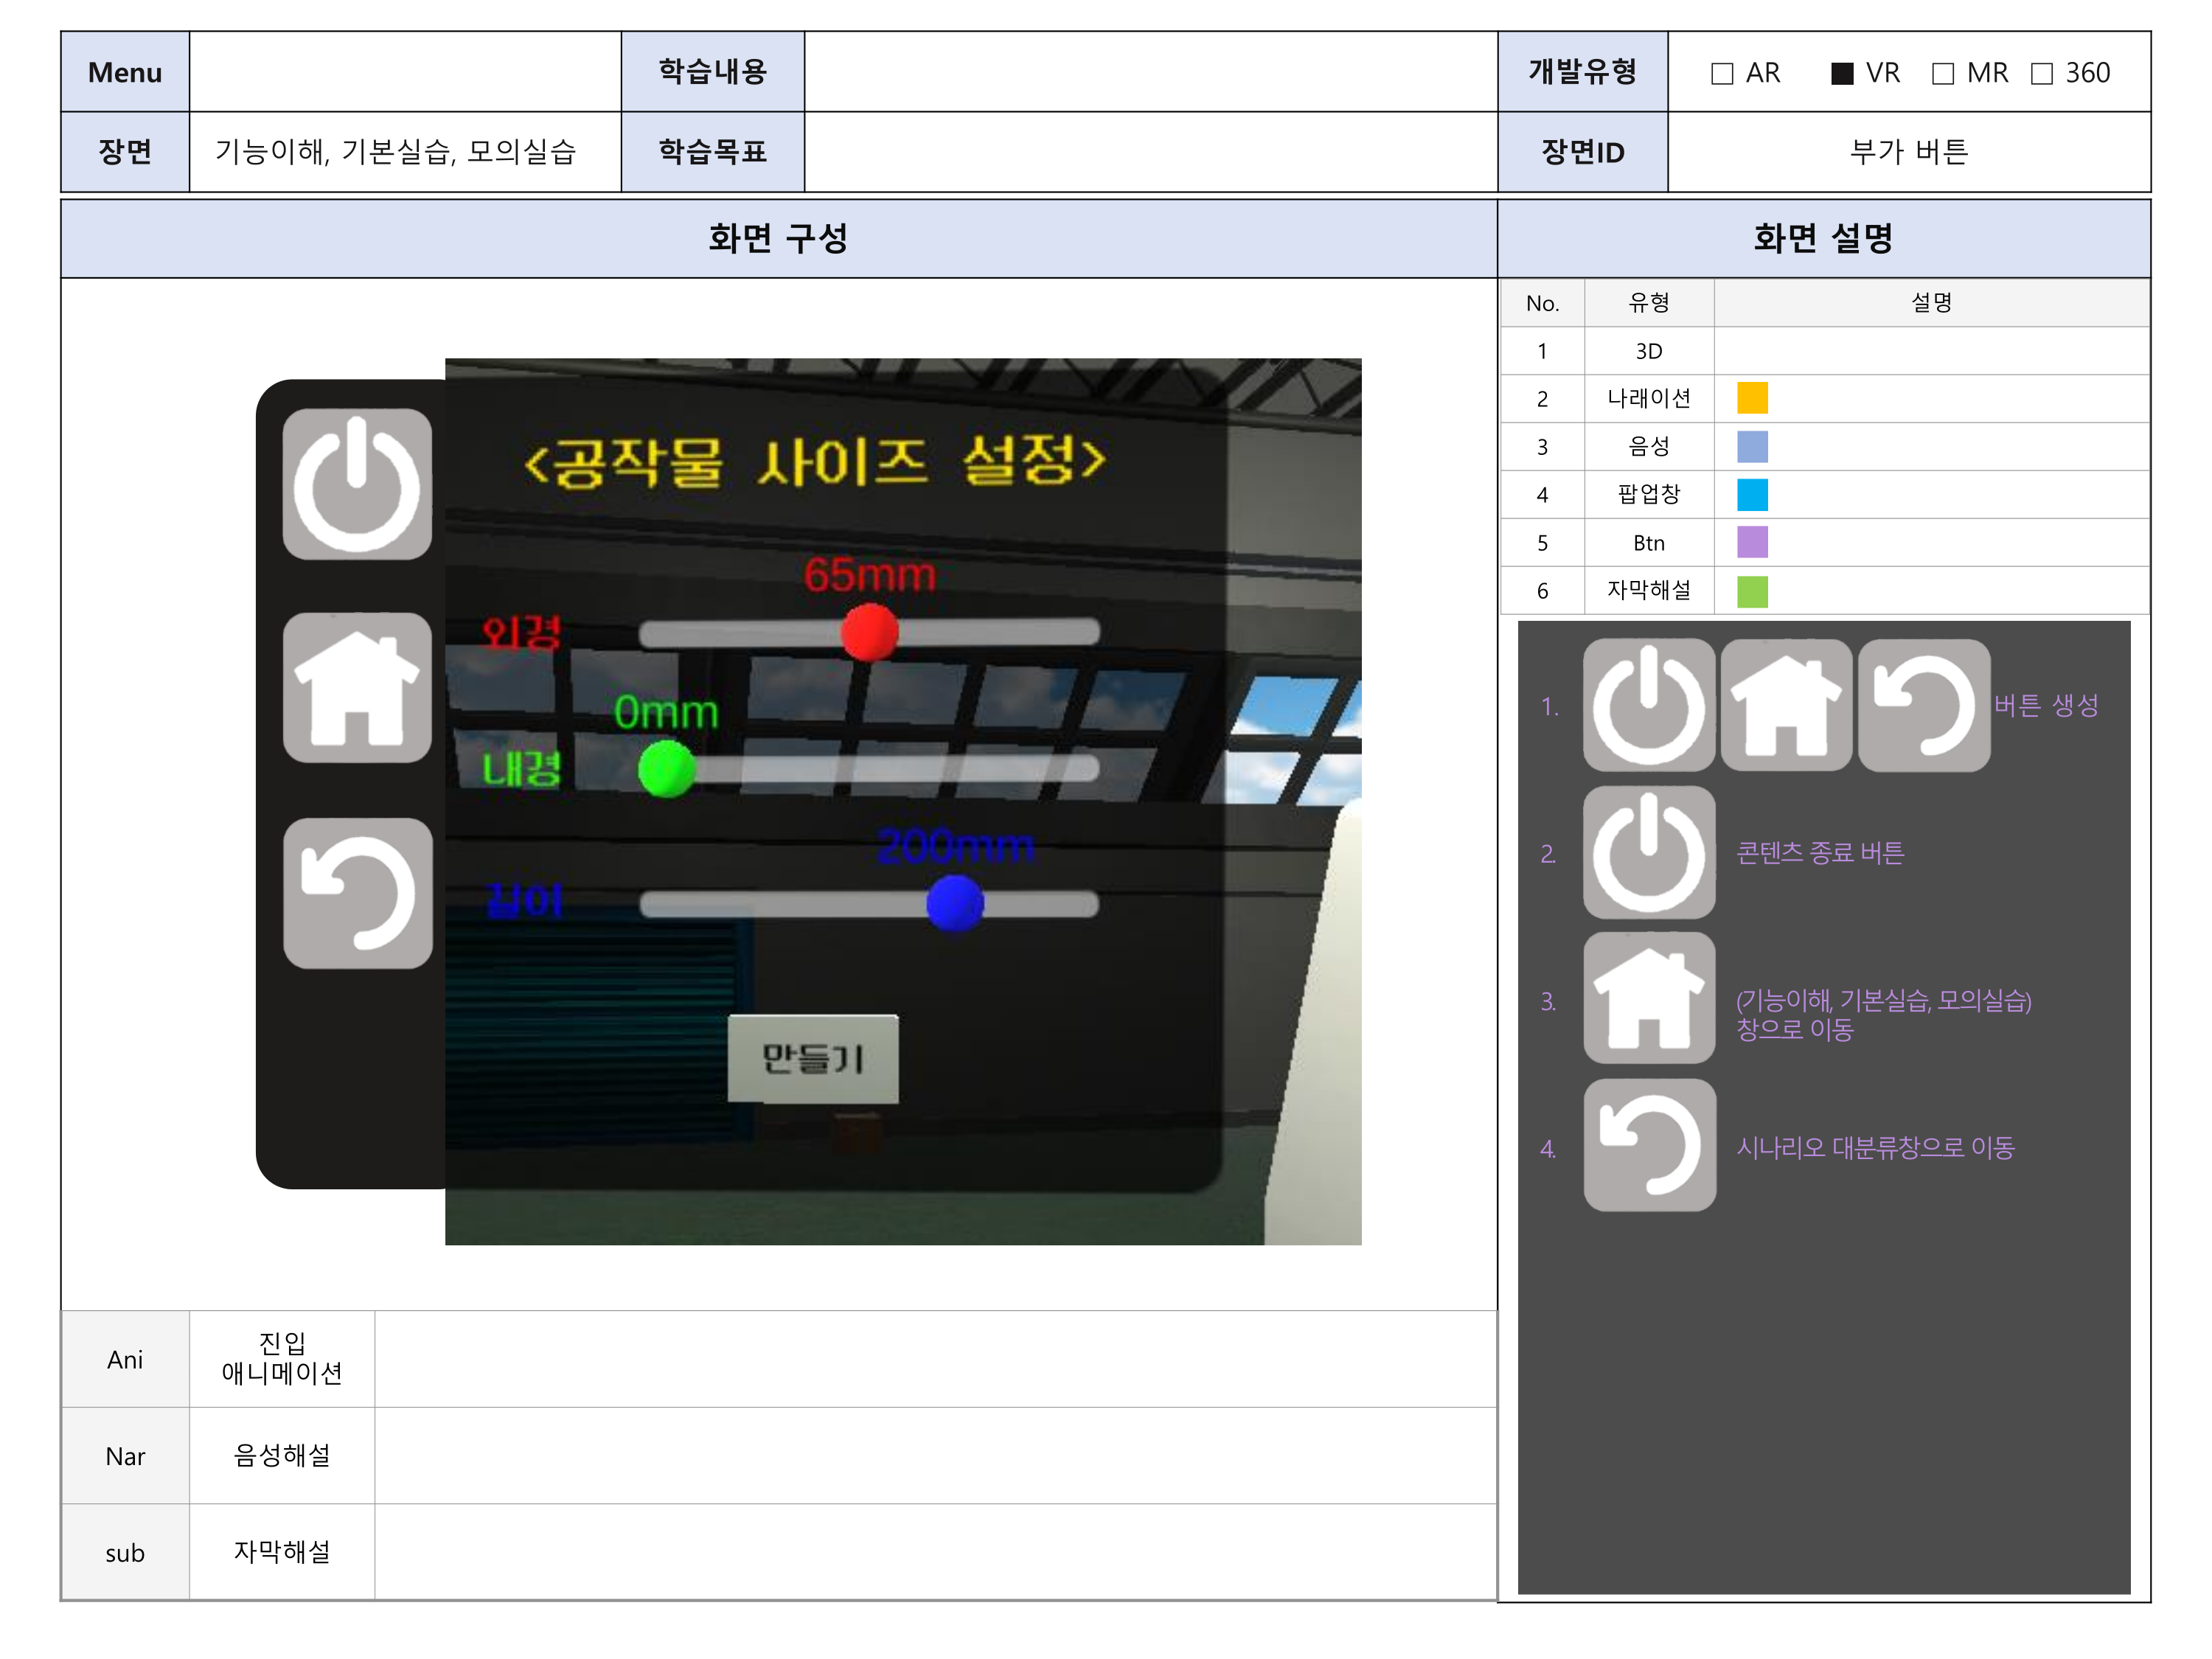 Menu
학습내용
개발유형
□ AR ■ VR □ MR □ 360
장면
기능이해, 기본실습, 모의실습
학습목표
장면ID
부가 버튼
화면 구성
화면 설명
<공작물 사이즈 설정>
65mm
외경
0mm
내경
200mm
길이
만들기
No. 유형 설명
1 3D
2 나래이션
3 음성
4 팝업창
5 Btn
6 자막해설
1. 버튼 생성
2. 콘텐츠 종료 버튼
3. (기능이해, 기본실습, 모의실습)
창으로 이동
4. 시나리오 대분류창으로 이동
Ani
진입
애니메이션
Nar
음성해설
sub
자막해설